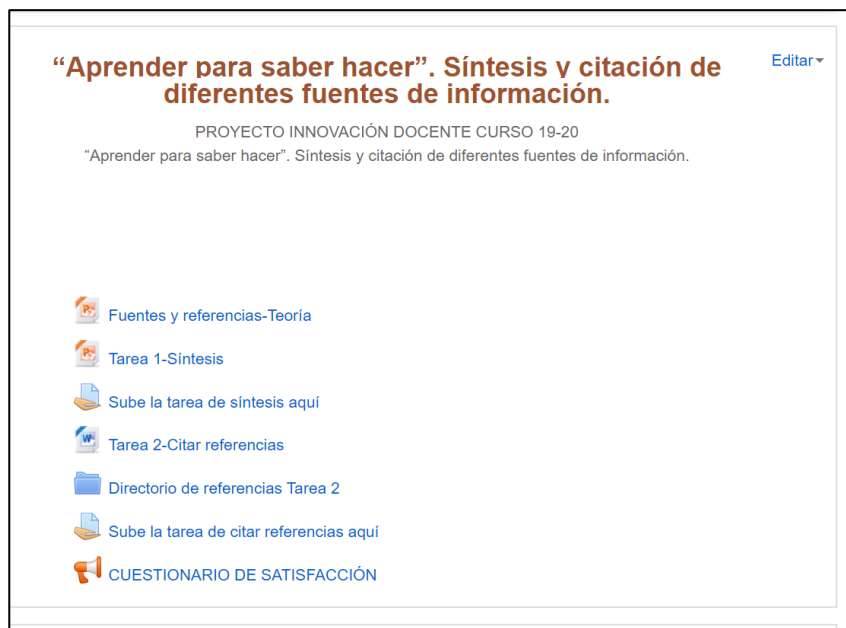 “Aprender para saber hacer”. Síntesis y citación de
diferentes fuentes de información.
Editar
PROYECTO INNOVACIÓN DOCENTE CURSO 19-20
“Aprender para saber hacer”. Síntesis y citación de diferentes fuentes de información.
Fuentes y referencias-Teoría
Tarea 1-Síntesis
Sube la tarea de síntesis aquí
Tarea 2-Citar referencias
Directorio de referencias Tarea 2
Sube la tarea de citar referencias aquí
CUESTIONARIO DE SATISFACCIÓN